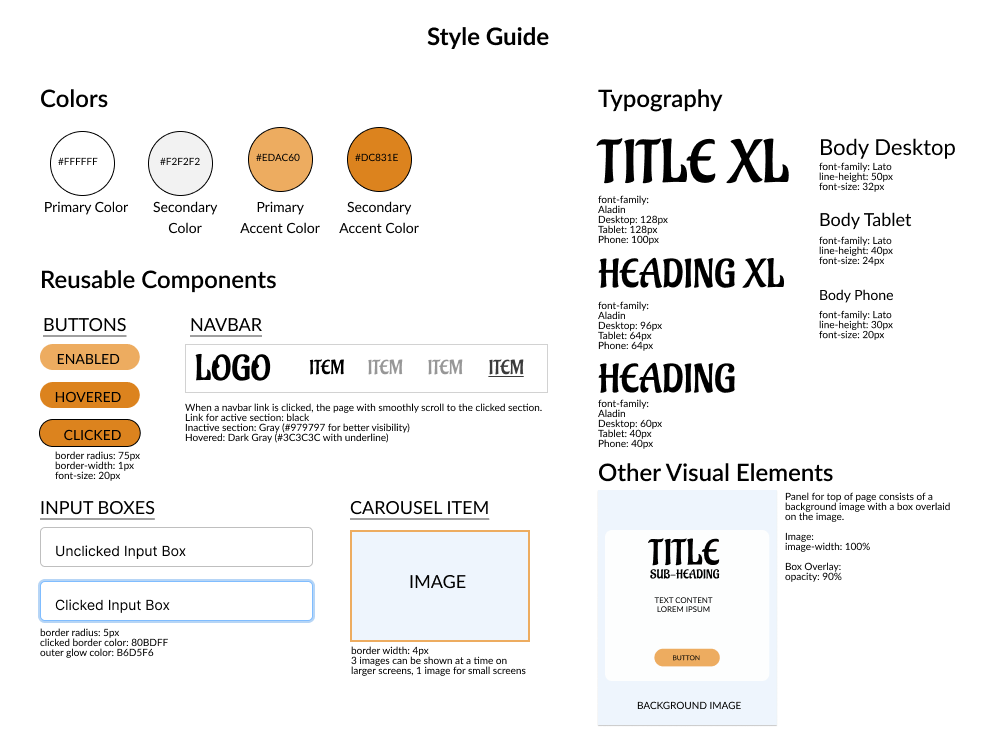 Style Guide
Colors
#FFFFFF
#F2F2F2
#EDAC60
#DC831E
Primary Color
Secondary
Color
Primary
Accent Color
Secondary
Accent Color
Reusable Components
BUTTONS
ENABLED
HOVERED
CLICKED
border radius: 75px
border-width: 1px
font-size: 20px
NAVBAR
LOGO ITEM ITEM ITEM ITEM
When a navbar link is clicked, the page with smoothly scroll to the clicked section.
Link for active section: black
Inactive section: Gray (#979797 for better visibility)
Hovered: Dark Gray (#3C3C3C with underline)
INPUT BOXES
Unclicked Input Box
Clicked Input Box
border radius: 5px
clicked border color: 80BDFF
outer glow color: B6D5F6
CAROUSEL ITEM
IMAGE
border width: 4px
3 images can be shown at a time on
larger screens, 1 image for small screens
Typography
TITLE XL
font-family:
Aladin
Desktop: 128px
Tablet: 128px
Phone: 100px
HEADING XL
font-family:
Aladin
Desktop: 96px
Tablet: 64px
Phone: 64px
HEADING
font-family:
Aladin
Desktop: 60px
Tablet: 40px
Phone: 40px
Body Desktop
font-family: Lato
line-height: 50px
font-size: 32px
Body Tablet
font-family: Lato
line-height: 40px
font-size: 24px
Body Phone
font-family: Lato
line-height: 30px
font-size: 20px
Other Visual Elements
TITLE
SUB-HEADING
TEXT CONTENT
LOREM IPSUM
BUTTON
BACKGROUND IMAGE
Panel for top of page consists of a
background image with a box overlaid
on the image.
Image:
image-width: 100%
Box Overlay:
opacity: 90%